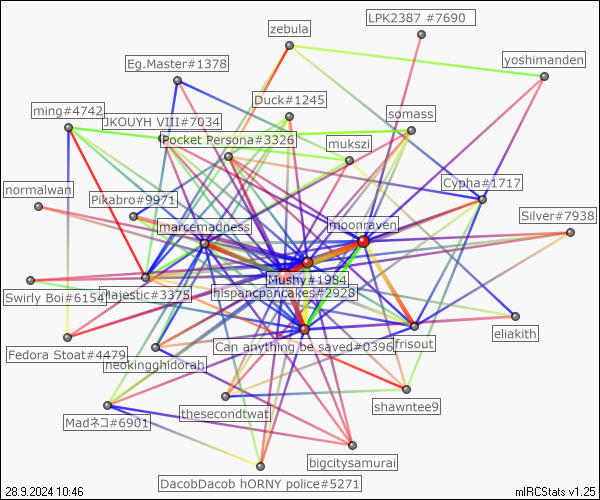 LPK2387 #7690
zebula
yoshimanden
Eg.Master#1378
Duck#1245
ming#4742
somass
JKOUYH VIII#7034
Pocket Persona#3326
mukszi
normalwan
Cypha#1717
Pikabro#9971
Silver#7938
marcemadness
moonraven
Mushy#1984
Swirly Boi#6154
Majestic#3375
hispancpancakes#2928
eliakith
Fedora Stoat#4479
Can anything be saved#0396
frisout
neokingghidorah
shawntee9
Madネコ#6901
thesecondtwat
bigcitysamurai
DacobDacob hORNY police#5271
28.9.2024 10:46
mIRCStats v1.25